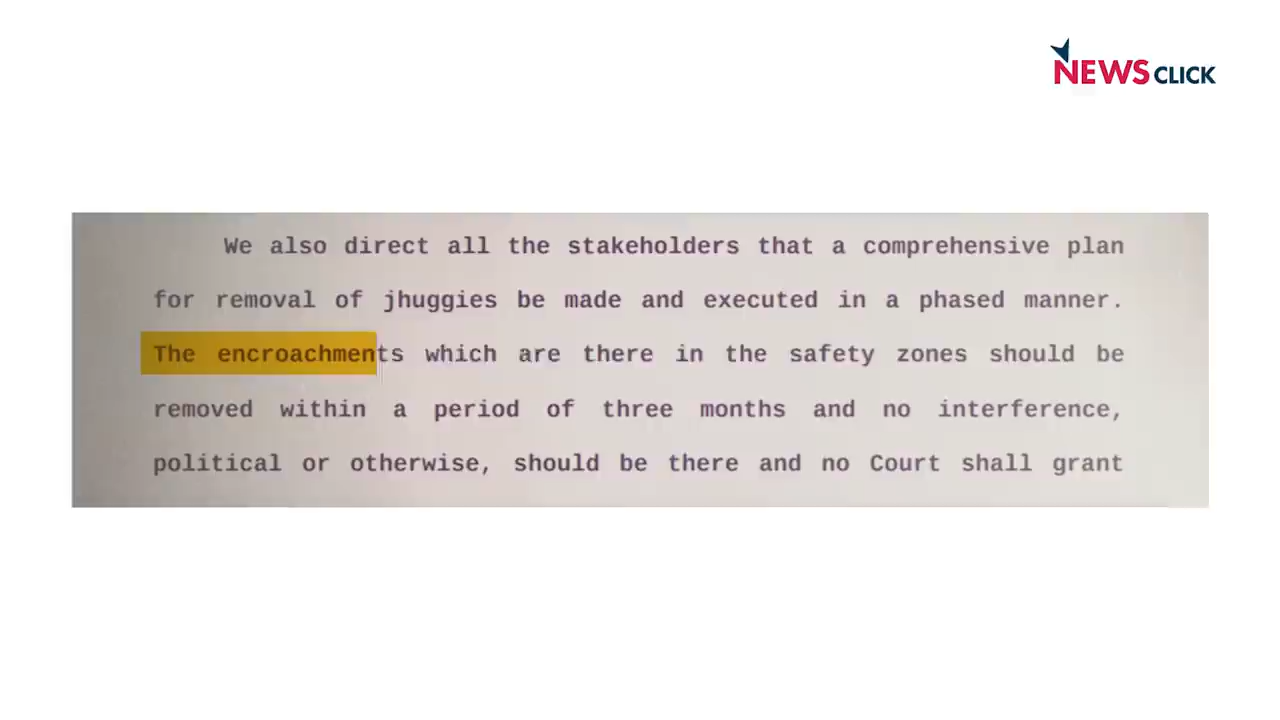 NEWS CLICK
We also direct all the stakeholders that a comprehensive plan
for removal of jhuggies be made and executed in a phased manner.
The encroachments which are there in the safety zones should be
removed within a period of three months and no interference,
political or otherwise, should be there and no Court shall grant